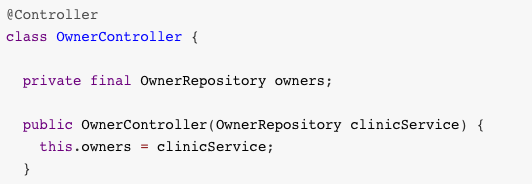 @Controller
class OwnerController {
private final OwnerRepository owners;
public OwnerController(OwnerRepository clinicService) {
this.owners = clinicService;
}